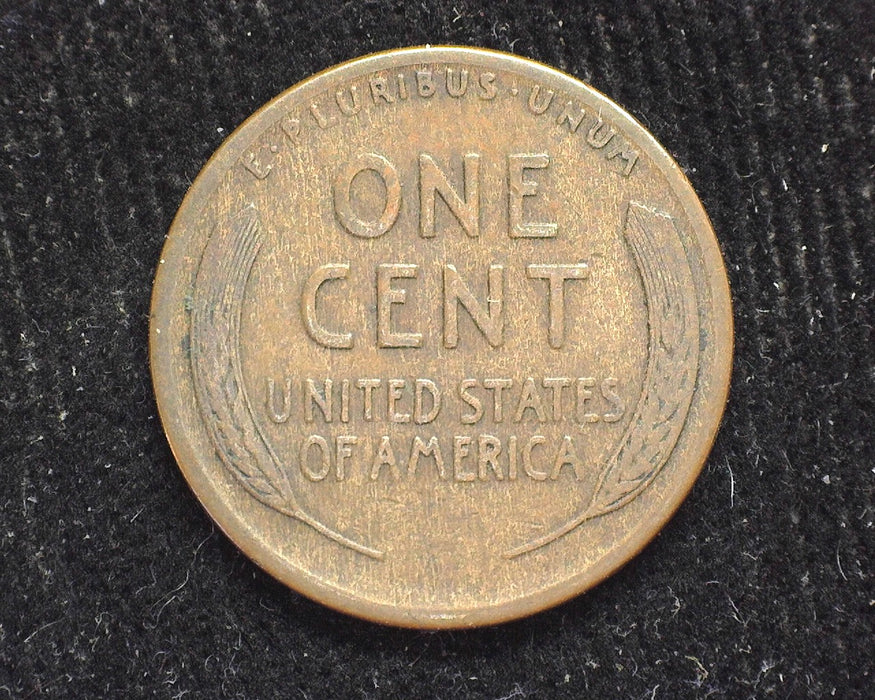 E·PLURIBUS·UNUM
ONE
CENT
UNITED STATES
OF AMERICA